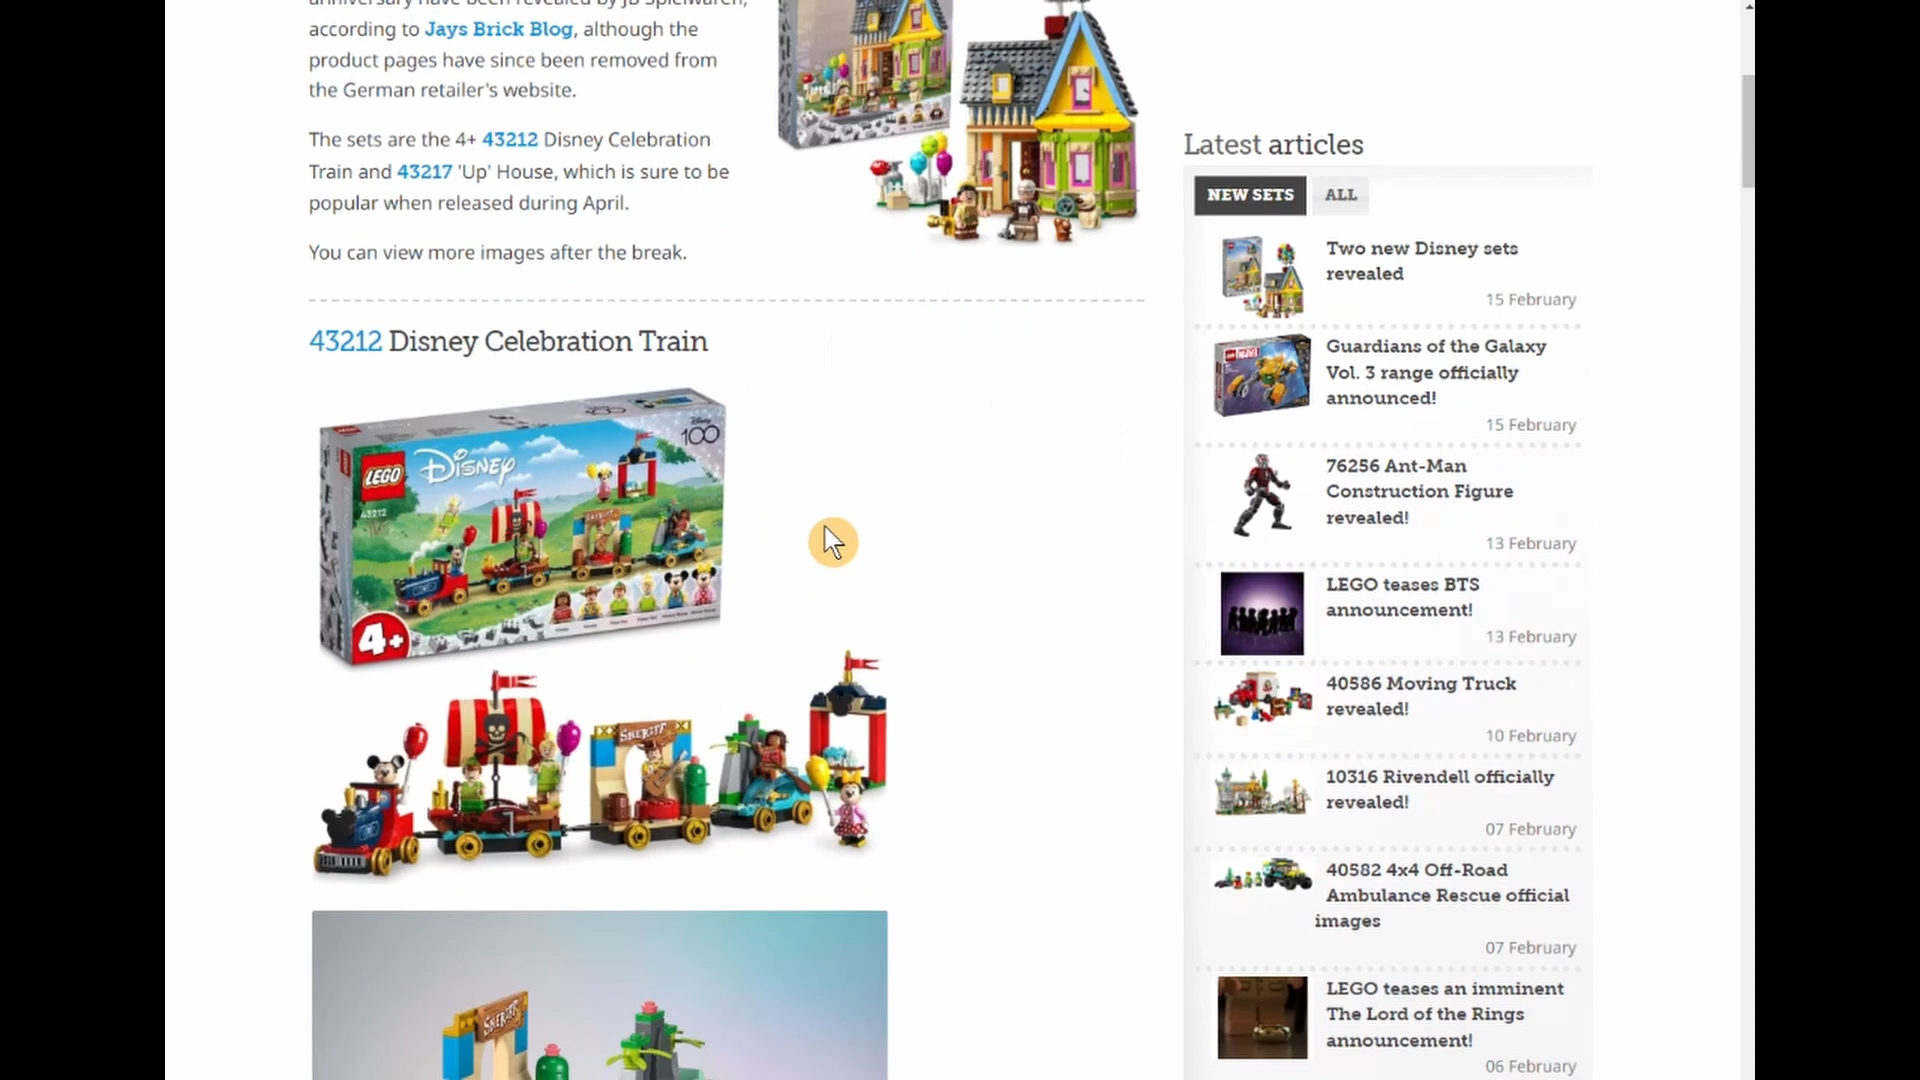 according to Jays Brick Blog, although the
product pages have since been removed from
the German retailer's website.
The sets are the 4+ 43212 Disney Celebration
Train and 43217 'Up' House, which is sure to be
popular when released during April.
You can view more images after the break.
43212 Disney Celebration Train
LEGO
Disney
Disney
100
43212
4+
SHERIFF
SHERIFF
Latest articles
NEW SETS
ALL
Two new Disney sets
revealed
15 February
Guardians of the Galaxy
Vol. 3 range officially
announced!
15 February
76256 Ant-Man
Construction Figure
revealed!
13 February
LEGO teases BTS
announcement!
13 February
40586 Moving Truck
revealed!
10 February
10316 Rivendell officially
revealed!
07 February
40582 4x4 Off-Road
Ambulance Rescue official
images
07 February
LEGO teases an imminent
The Lord of the Rings
announcement!
06 February